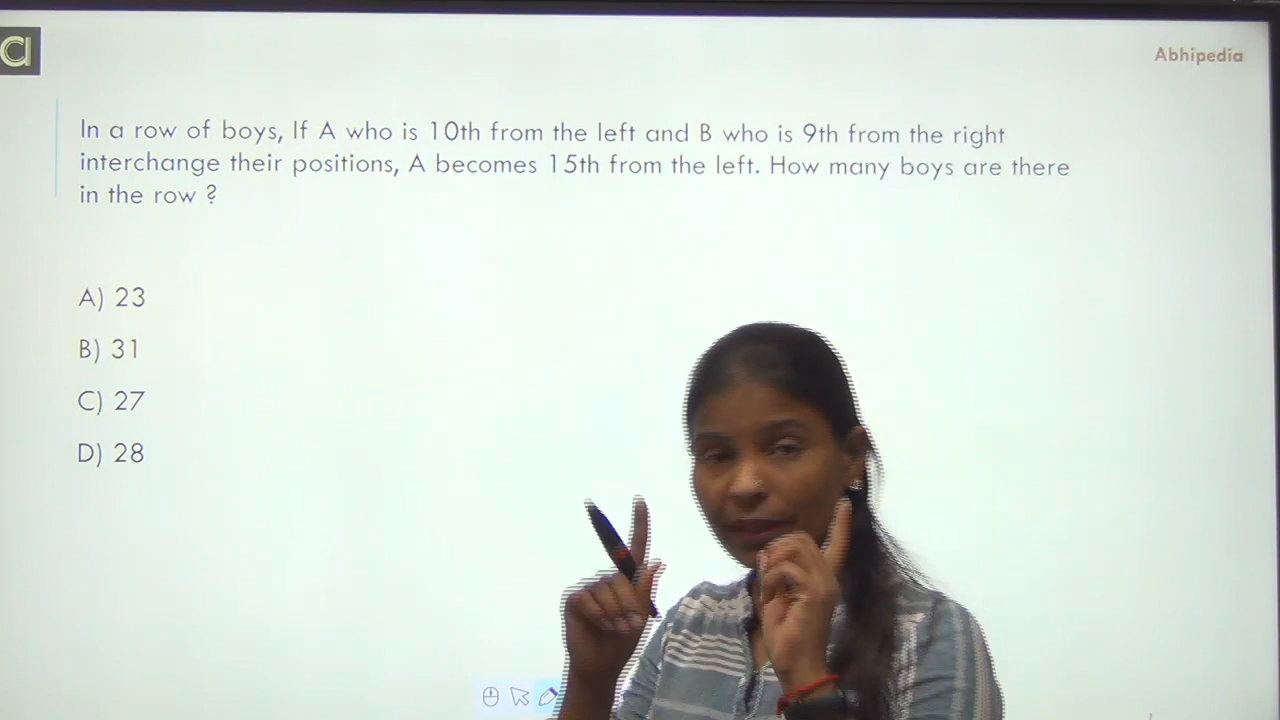 Abhipedia
In a row of boys, If A who is 10th from the left and B who is 9th from the right
interchange their positions, A becomes 15th from the left. How many boys are there
in the row ?
A) 23
B) 31
C) 27
D) 28